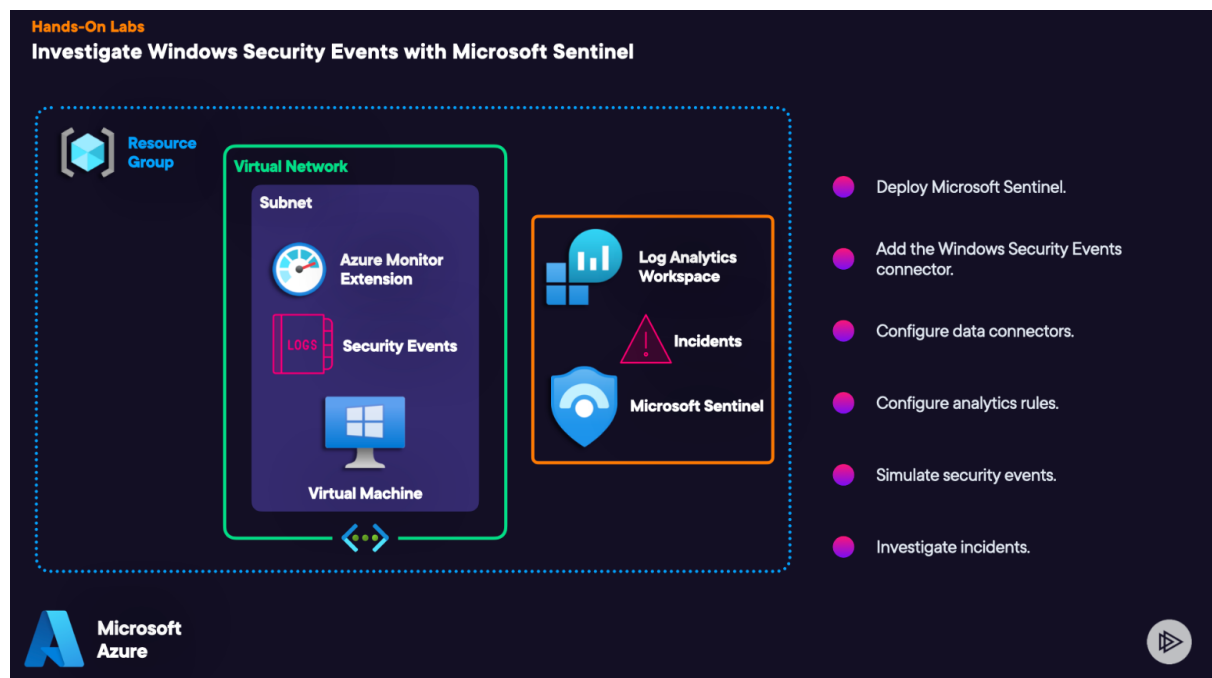 Hands-On Labs
Investigate Windows Security Events with Microsoft Sentinel
Resource
Group
Virtual Network
Subnet
Azure Monitor
Extension
LOGS
Security Events
Virtual Machine
Log Analytics
Workspace
Incidents
Microsoft Sentinel
Deploy Microsoft Sentinel.
Add the Windows Security Events
connector.
Configure data connectors.
Configure analytics rules.
Simulate security events.
Investigate incidents.
Microsoft
Azure